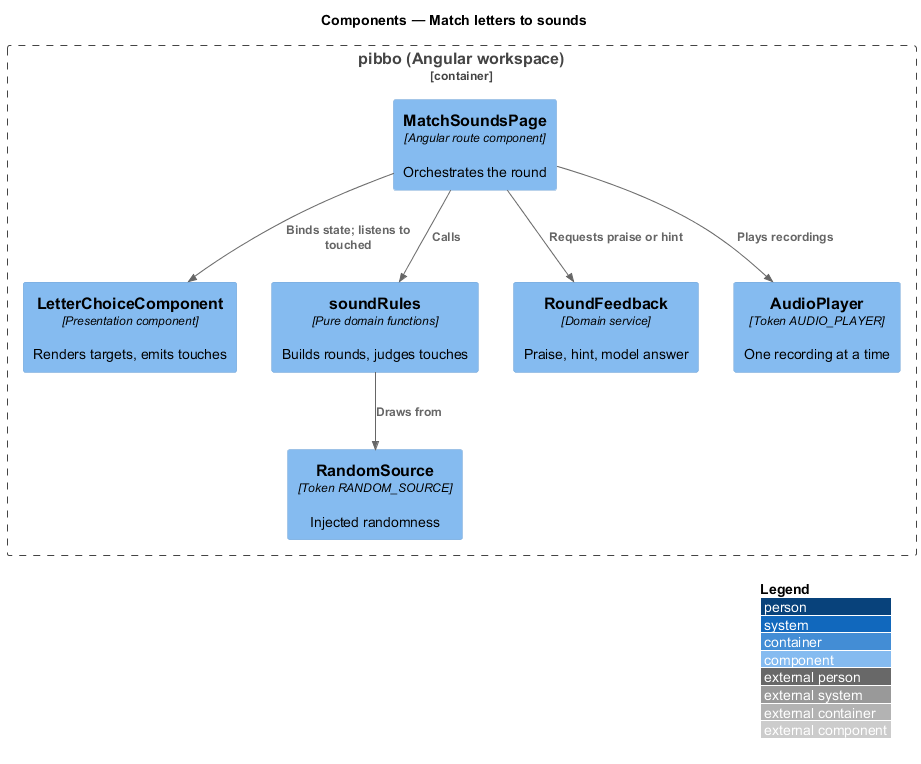 Components — Match letters to sounds
pibbo (Angular workspace)
[container]
MatchSoundsPage
[Angular route component]
Orchestrates the round
Binds state; listens to
touched
Calls
Requests praise or hint
Plays recordings
LetterChoiceComponent
[Presentation component]
Renders targets, emits touches
soundRules
[Pure domain functions]
Builds rounds, judges touches
RoundFeedback
[Domain service]
Praise, hint, model answer
AudioPlayer
[Token AUDIO_PLAYER]
One recording at a time
Draws from
RandomSource
[Token RANDOM_SOURCE]
Injected randomness
Legend
person
system
container
component
external person
external system
external container
external component